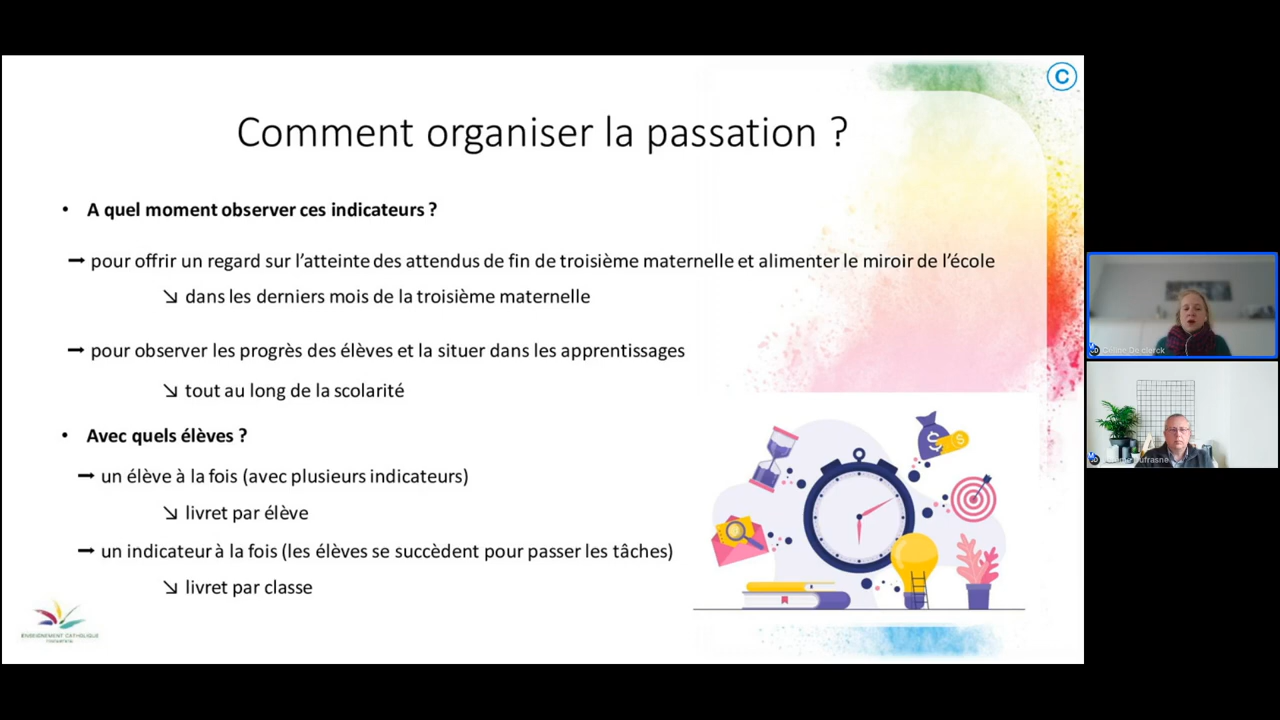 C
Comment organiser la passation ?
• A quel moment observer ces indicateurs ?
➞ pour offrir un regard sur l’atteinte des attendus de fin de troisième maternelle et alimenter le miroir de l’école
↘ dans les derniers mois de la troisième maternelle
➞ pour observer les progrès des élèves et la situer dans les apprentissages
↘ tout au long de la scolarité
• Avec quels élèves ?
➞ un élève à la fois (avec plusieurs indicateurs)
↘ livret par élève
➞ un indicateur à la fois (les élèves se succèdent pour passer les tâches)
↘ livret par classe
ENSEIGNEMENT CATHOLIQUE
De clerck